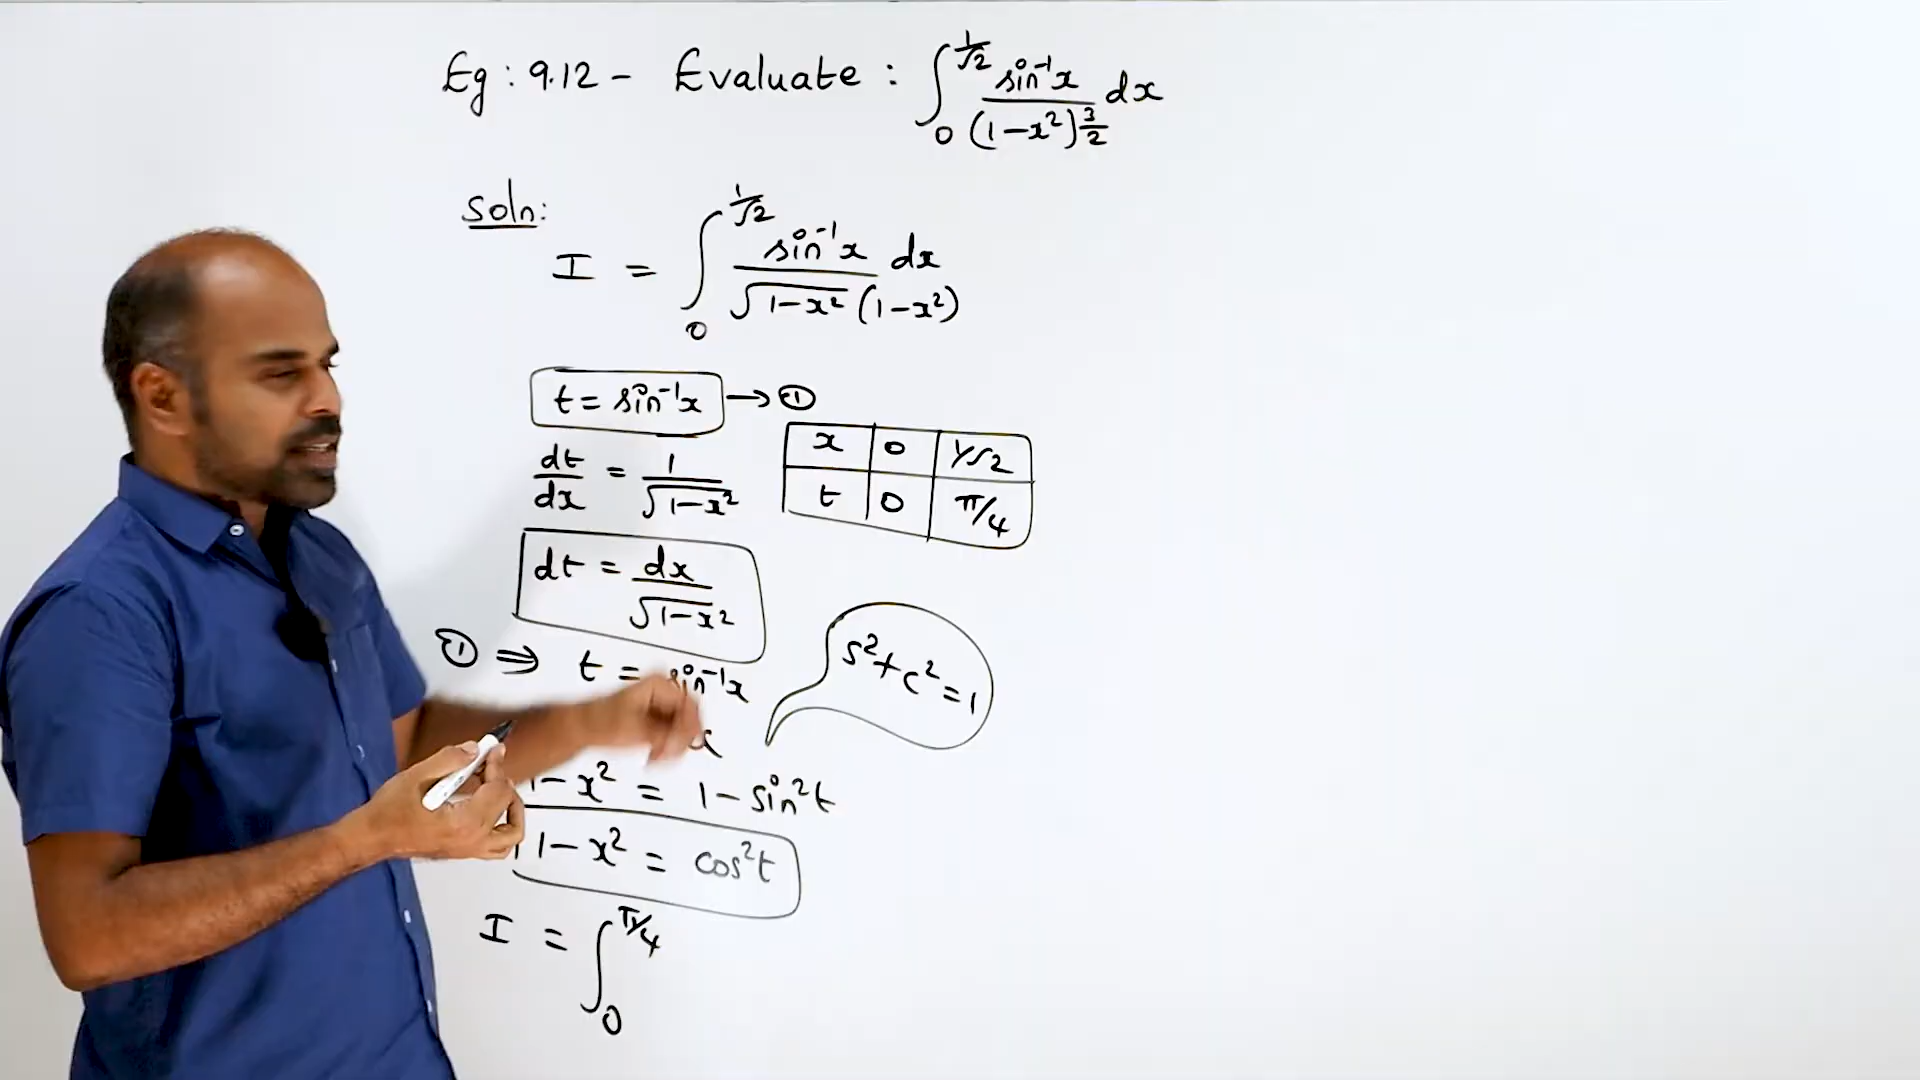 Eg : 9.12 - Evaluate : ∫₀^(1/√2) sin⁻¹x / (1-x²)^(3/2) dx
Soln:
I = ∫₀^(1/√2) sin⁻¹x dx / √(1-x²) (1-x²)
t = sin⁻¹x → ①
dt/dx = 1/√(1-x²)
x 0 1/√2
t 0 π/4
dt = dx/√(1-x²)
① ⇒ t = sin⁻¹x
s²+c² = 1
x
1-x² = 1-sin²t
1-x² = cos²t
I = ∫₀^(π/4)